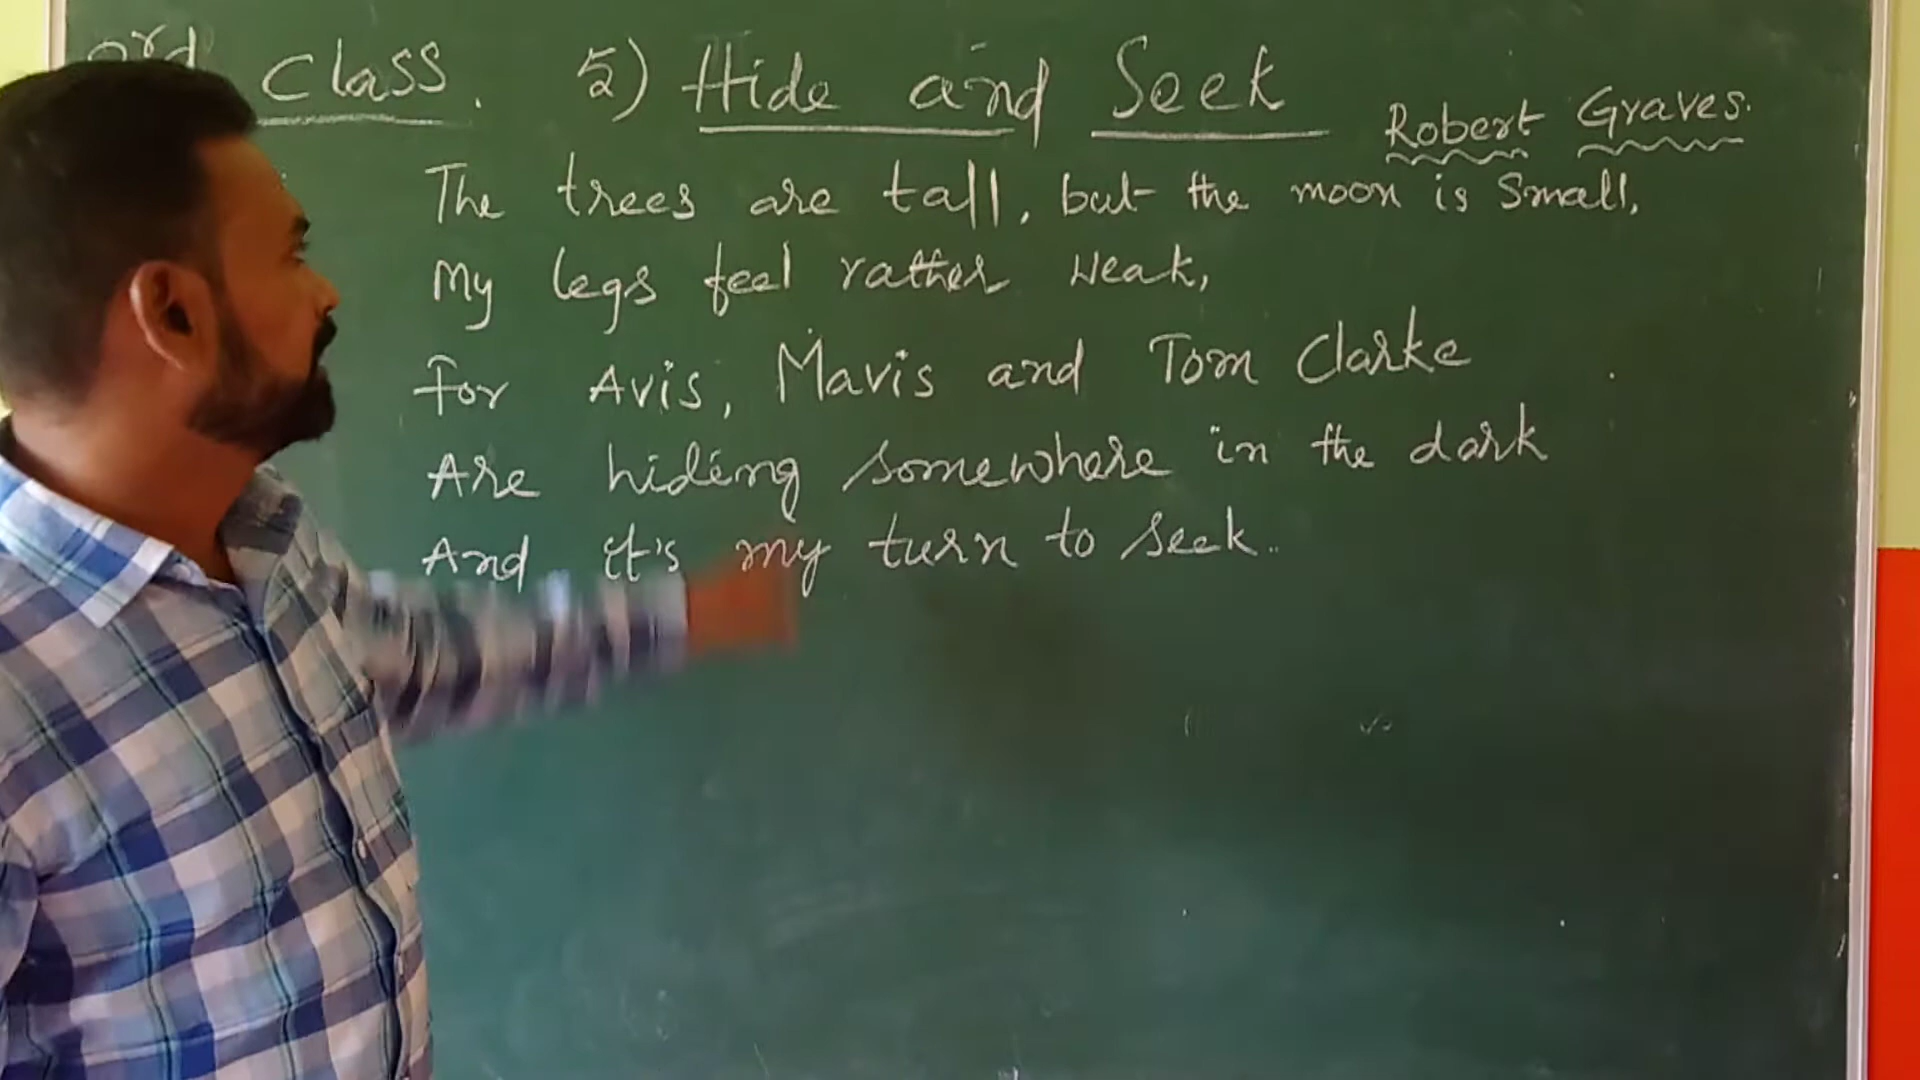 3rd Class. 5) Hide and Seek
Robert Graves.
The trees are tall, but the moon is small,
My legs feel rather weak,
For Avis, Mavis and Tom Clarke
Are hiding somewhere in the dark
And it's my turn to seek..